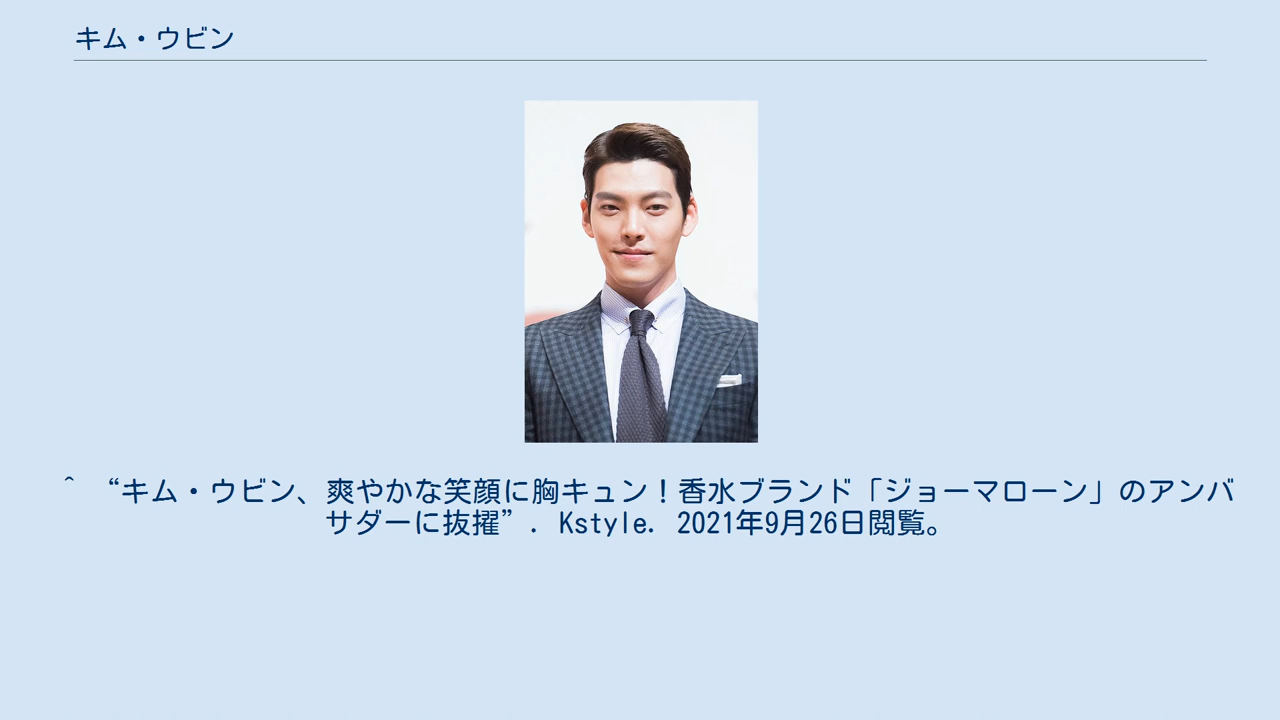 キム・ウビン
^ “キム・ウビン、爽やかな笑顔に胸キュン！香水ブランド「ジョーマローン」のアンバ
サダーに抜擢”. Kstyle. 2021年9月26日閲覧。